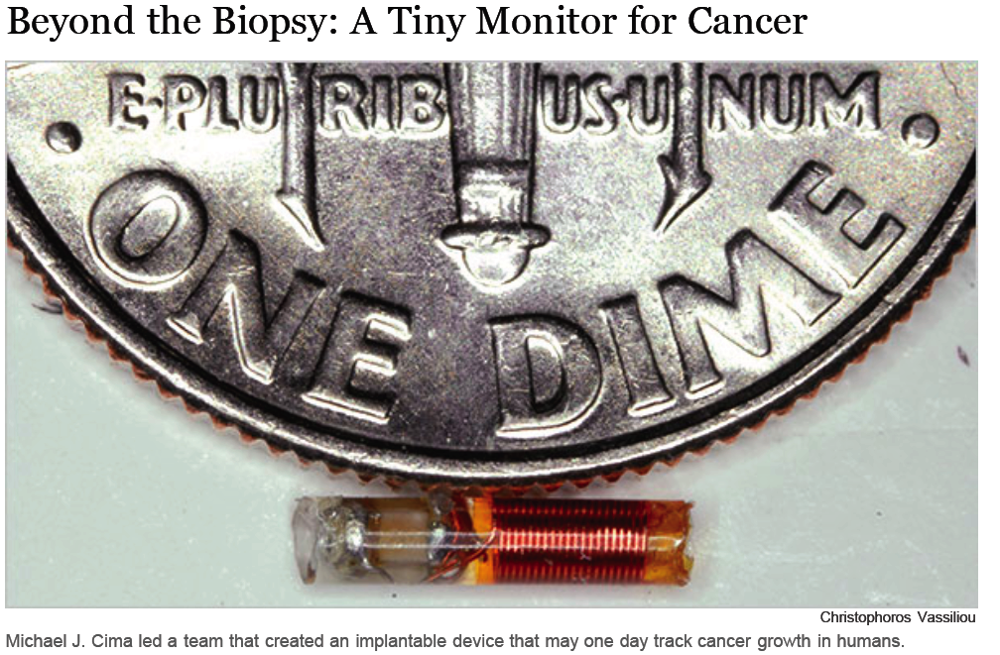 Beyond the Biopsy: A Tiny Monitor for Cancer
E·PLU RIB US·U NUM
ONE DIME
Christophoros Vassiliou
Michael J. Cima led a team that created an implantable device that may one day track cancer growth in humans.